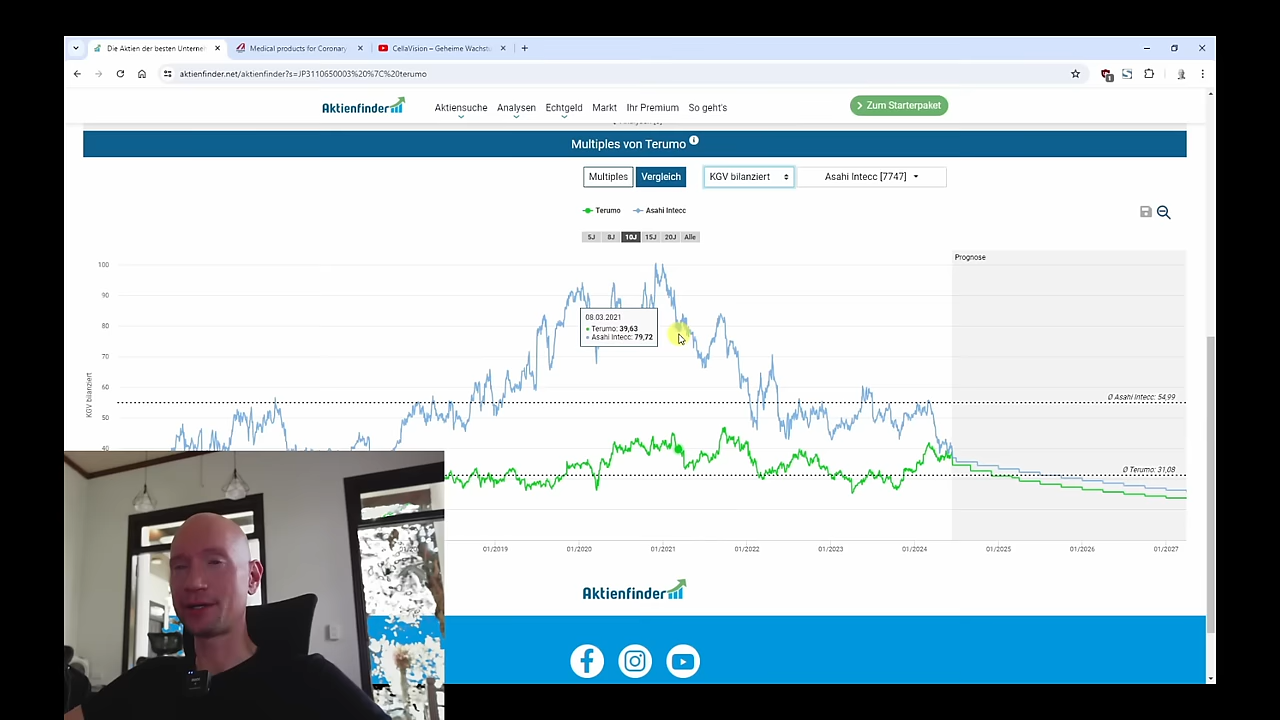 Die Aktien der besten Unterne
Medical products for Coronary
CellaVision – Geheime Wachst
aktienfinder.net/aktienfinder?s=JP3110650003%20%7C%20terumo
Aktienfinder
Aktiensuche
Analysen
Echtgeld
Markt
Ihr Premium
So geht's
Zum Starterpaket
Multiples von Terumo
Multiples
Vergleich
KGV bilanziert
Asahi Intecc [7747]
Terumo
Asahi Intecc
5J
8J
10J
15J
20J
Alle
Prognose
100
90
80
70
60
50
40
KGV bilanziert
08.03.2021
Terumo: 39,63
Asahi Intecc: 79,72
Ø Asahi Intecc: 54,99
Ø Terumo: 31,08
01/2019
01/2020
01/2021
01/2022
01/2023
01/2024
01/2025
01/2026
01/2027
Aktienfinder